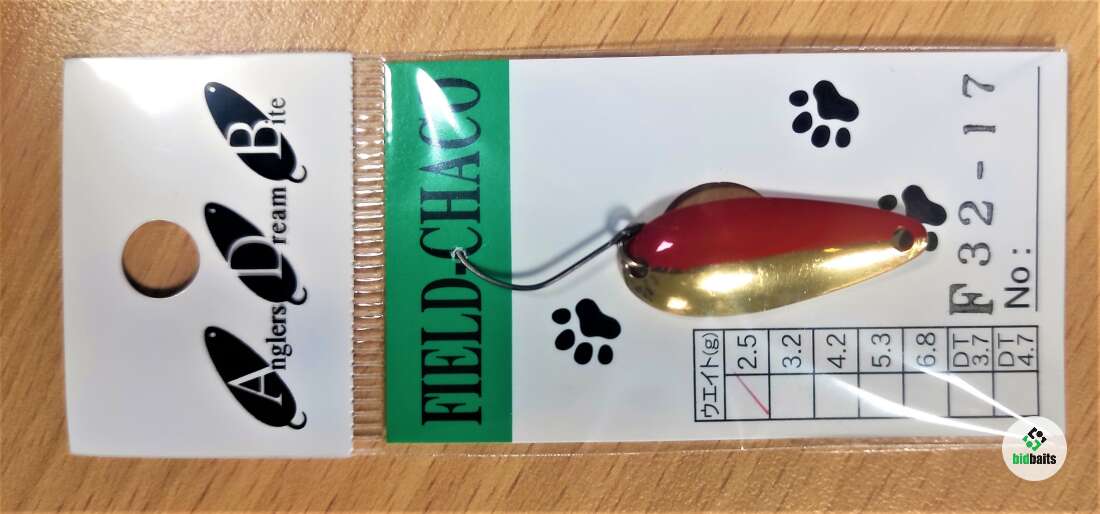 Anglers
Dream
Bite
FIELD-CHACO
ウエイト(g)
2.5
3.2
4.2
5.3
6.8
DT
3.7
DT
4.7
No:
F32-17
bidbaits